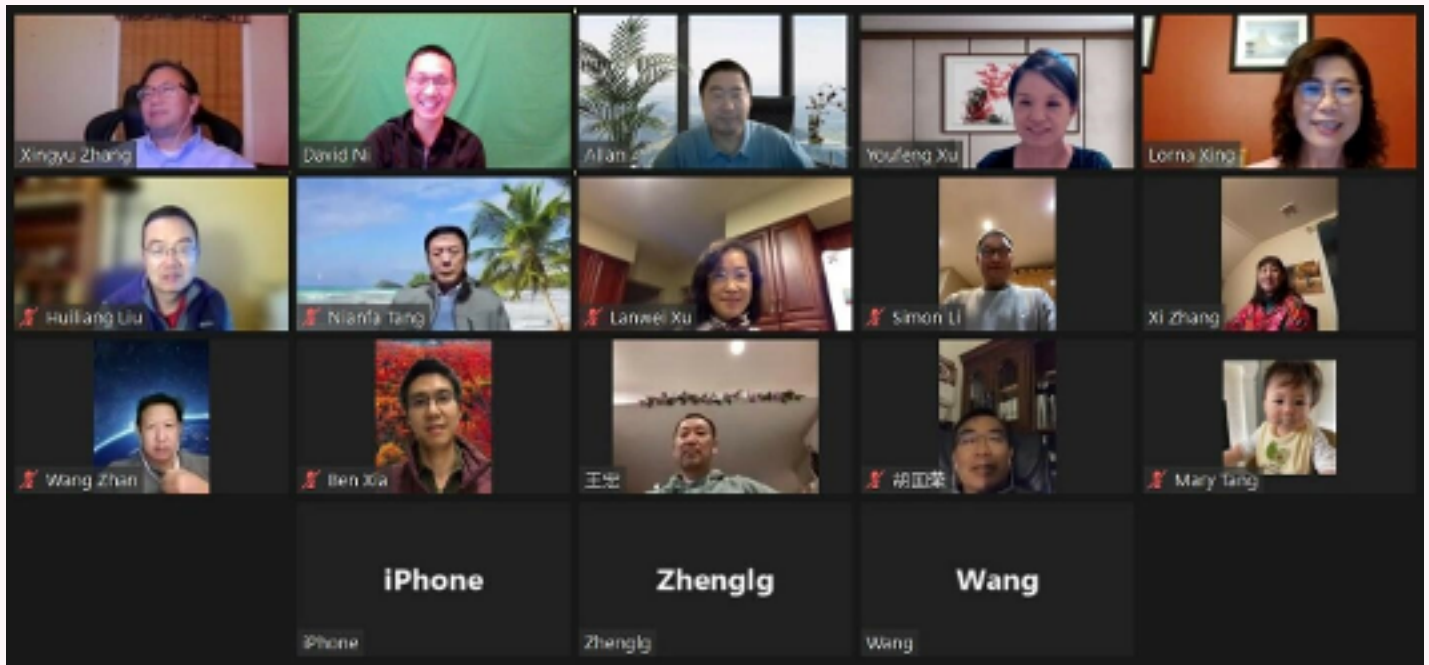 Xingyu Zhang
David Ni
Allan
Youfeng Xu
Lorna Xing
Huiliang Liu
Nianfa Tang
Lanwei Xu
Simon Li
Xi Zhang
Wang Zhan
Ben Xia
王宏
胡国荣
Mary Tang
iPhone
Zhenglg
Wang
iPhone
Zhenglg
Wang